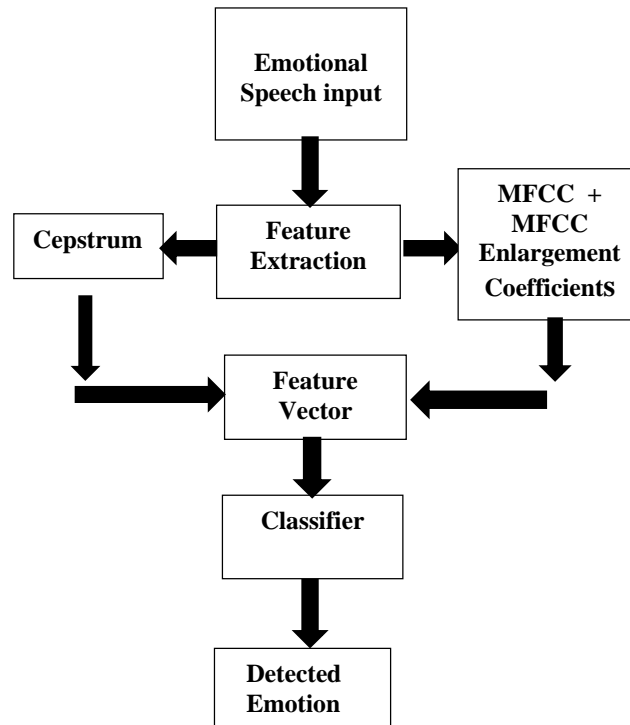 Emotional
Speech input
Feature
Extraction
Cepstrum
MFCC +
MFCC
Enlargement
Coefficients
Feature
Vector
Classifier
Detected
Emotion